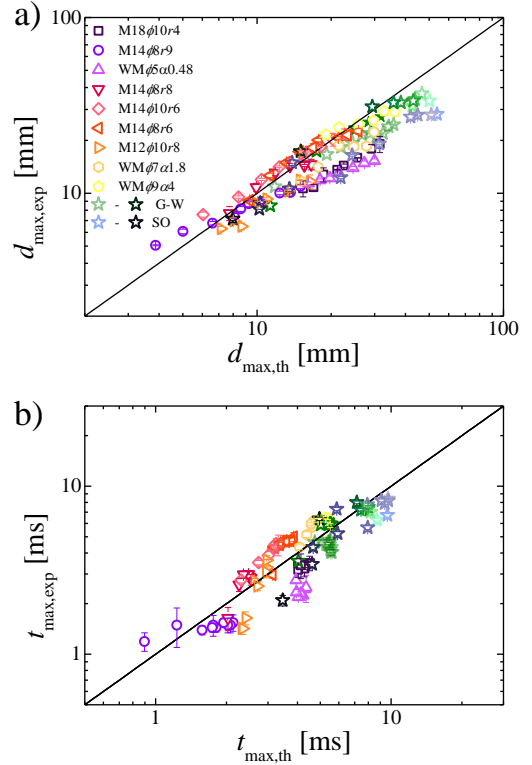 a)
100
10
d_max,exp [mm]
M18ϕ10r4
M14ϕ8r9
WMϕ5α0.48
M14ϕ8r8
M14ϕ10r6
M14ϕ8r6
M12ϕ10r8
WMϕ7α1.8
WMϕ9α4
- G-W
- SO
10 100
d_max,th [mm]
b)
10
1
t_max,exp [ms]
1 10
t_max,th [ms]